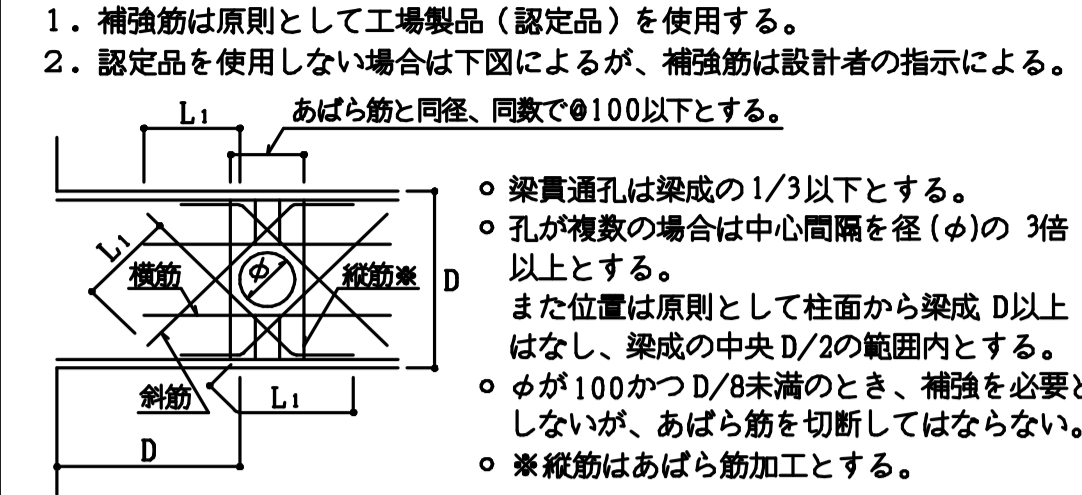 1．補強筋は原則として工場製品（認定品）を使用する。
2．認定品を使用しない場合は下図によるが、補強筋は設計者の指示による。
L1
あばら筋と同径、同数で@100以下とする。
L1
横筋
φ
縦筋※
D
斜筋
L1
D
○ 梁貫通孔は梁成の1/3以下とする。
○ 孔が複数の場合は中心間隔を径(φ)の 3倍
以上とする。
また位置は原則として柱面から梁成 D以上
はなし、梁成の中央D/2の範囲内とする。
○ φが100かつD/8未満のとき、補強を必要と
しないが、あばら筋を切断してはならない。
○ ※縦筋はあばら筋加工とする。